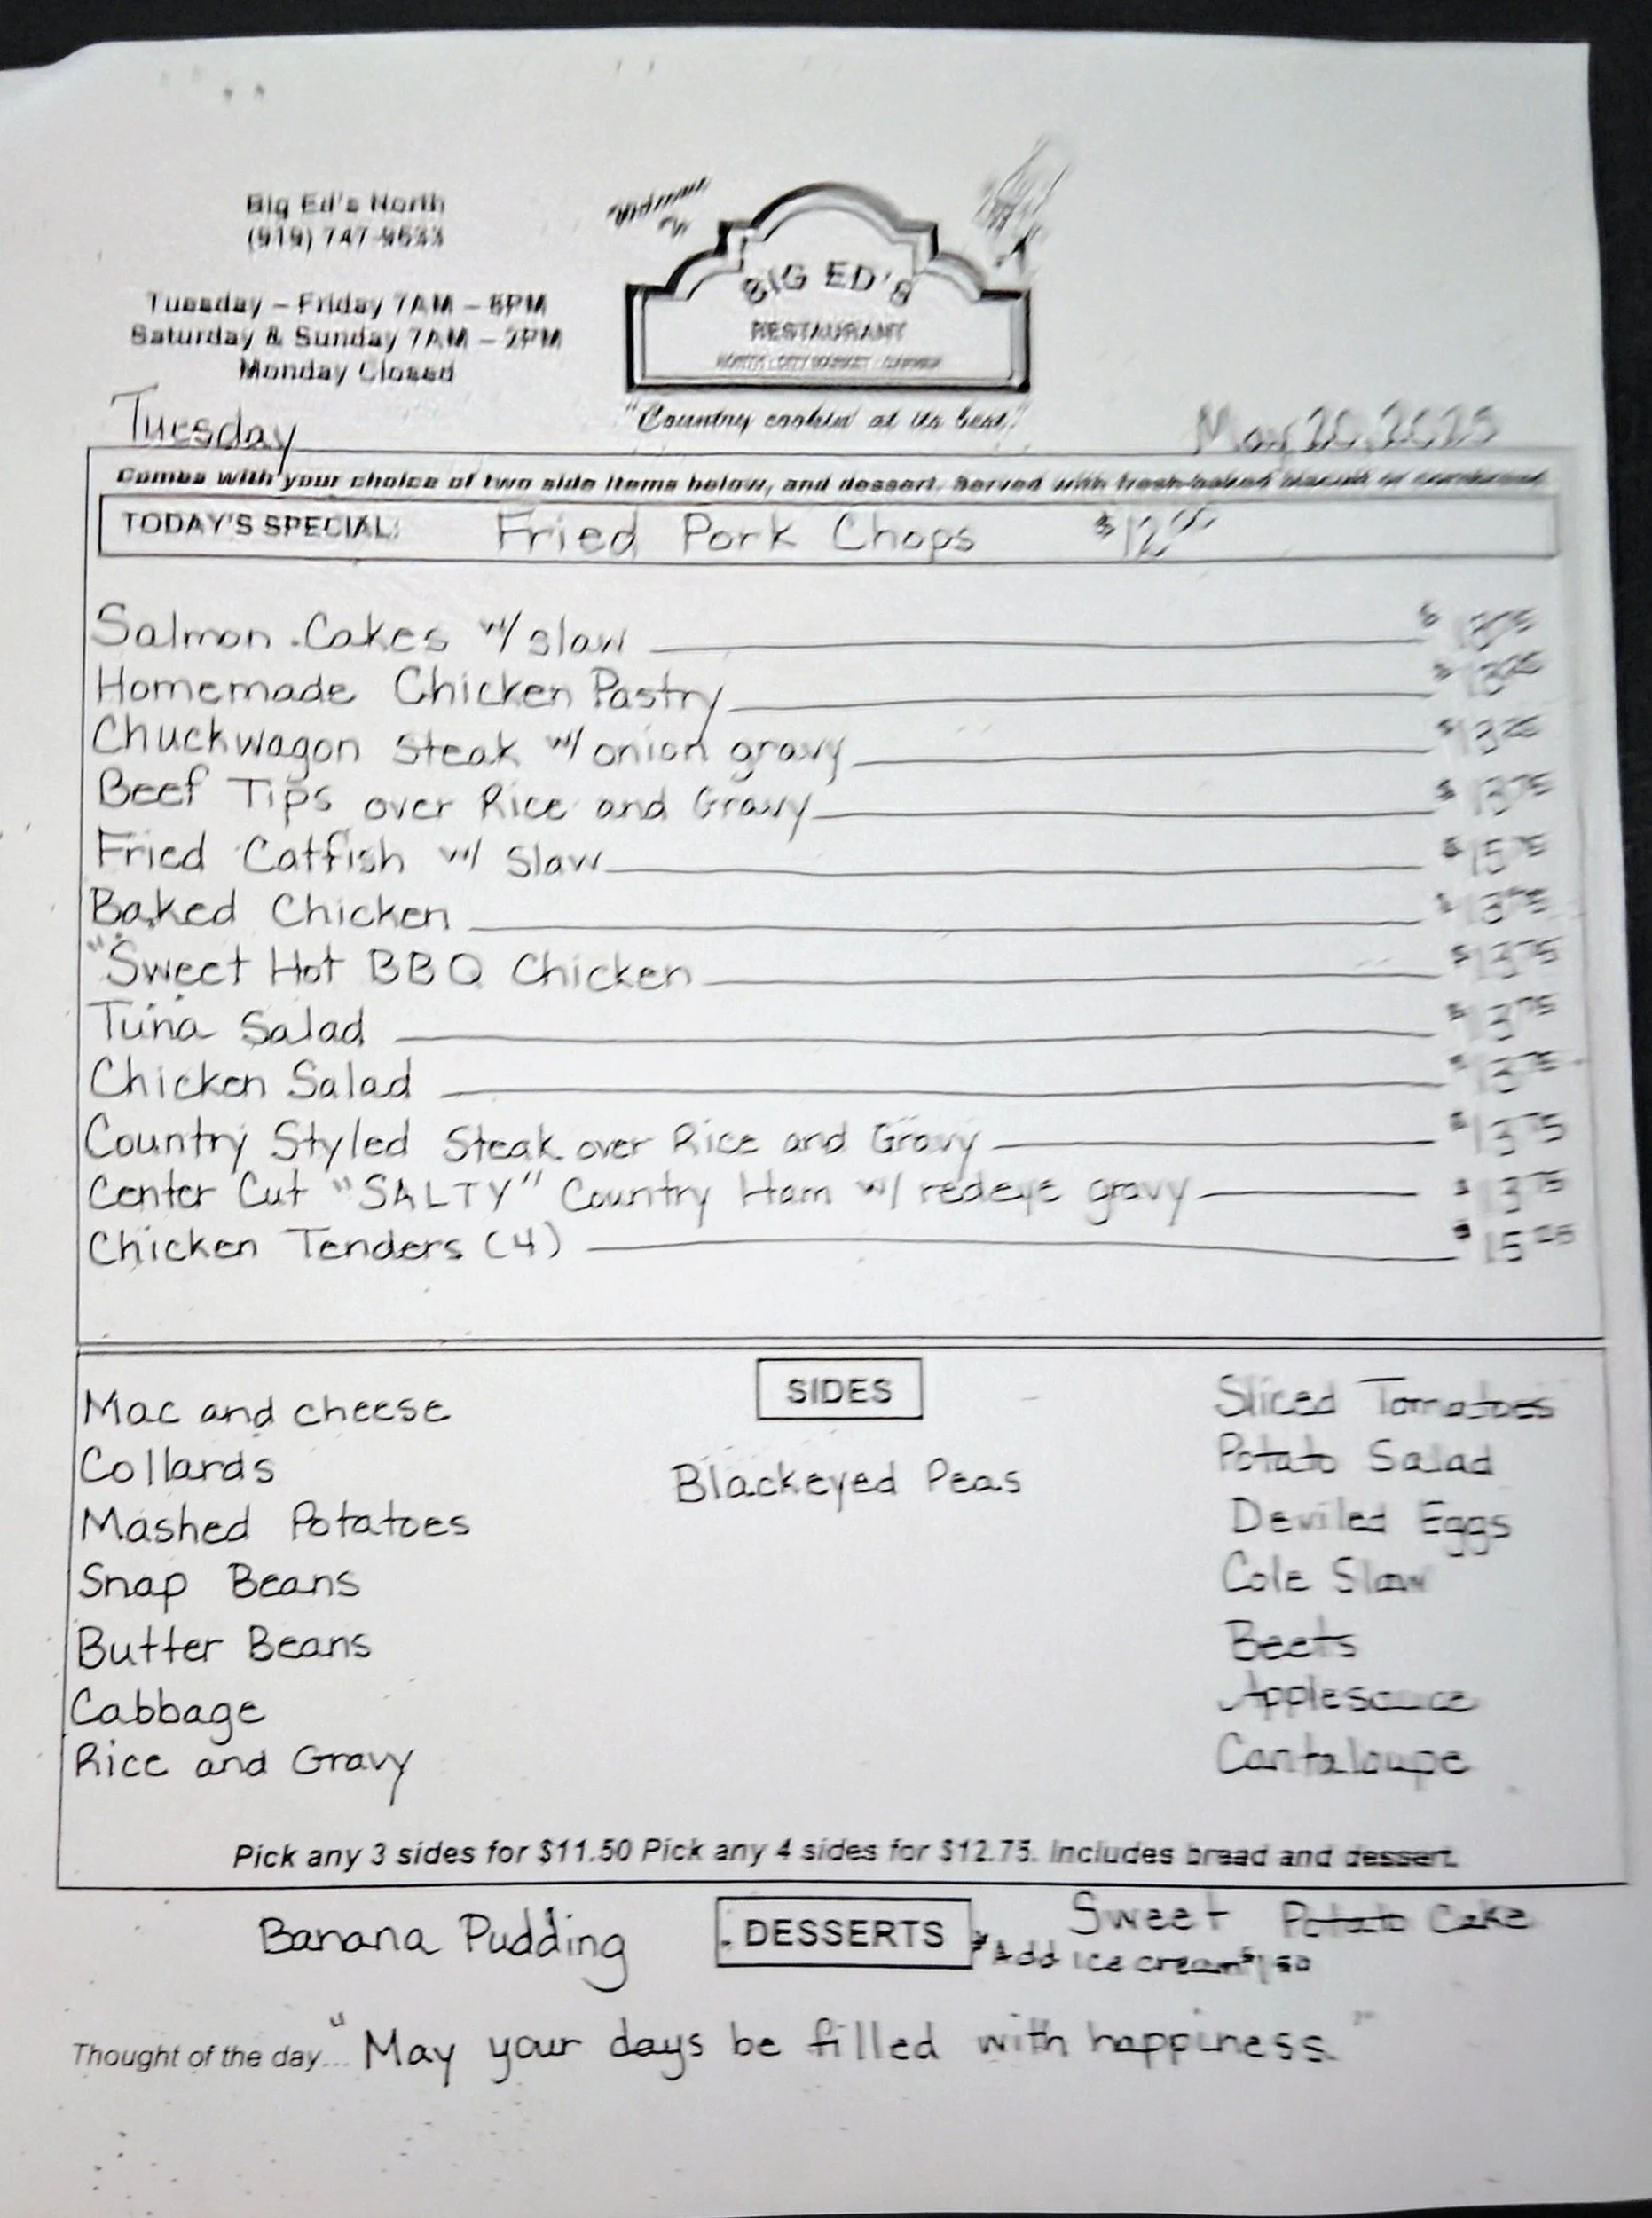 Big Ed's North
(919) 747-9533
Tuesday – Friday 7AM –
Saturday & Sunday 7AM – 2PM
Monday Closed
BIG ED'S
RESTAURANT
"Country cookin' at its best!"
Tuesday
May 20, 2025
Comes with your choice of two side items below, and dessert. Served with fresh-baked biscuit or cornbread.
TODAY'S SPECIAL: Fried Pork Chops
Salmon Cakes w/ slaw
Homemade Chicken Pastry
Chuckwagon Steak w/ onion gravy
Beef Tips over Rice and Gravy $13 75
Fried Catfish w/ Slaw $15 75
Baked Chicken $13 75
"Sweet Hot BBQ Chicken $13 75
Tuna Salad $13 75
Chicken Salad $13 75
Country Styled Steak over Rice and Gravy $13 75
Center Cut "SALTY" Country Ham w/ redeye gravy $13 75
Chicken Tenders (4) $15 25
SIDES
Mac and cheese
Collards
Mashed Potatoes
Snap Beans
Butter Beans
Cabbage
Rice and Gravy
Blackeyed Peas
Sliced Tomatoes
Potato Salad
Deviled Eggs
Cole Slaw
Beets
Applesauce
Cantaloupe
Pick any 3 sides for $11.50 Pick any 4 sides for $12.75. Includes bread and dessert.
Banana Pudding
DESSERTS
Sweet Potato Cake
*Add ice cream $1 50
Thought of the day... "May your days be filled with happiness."